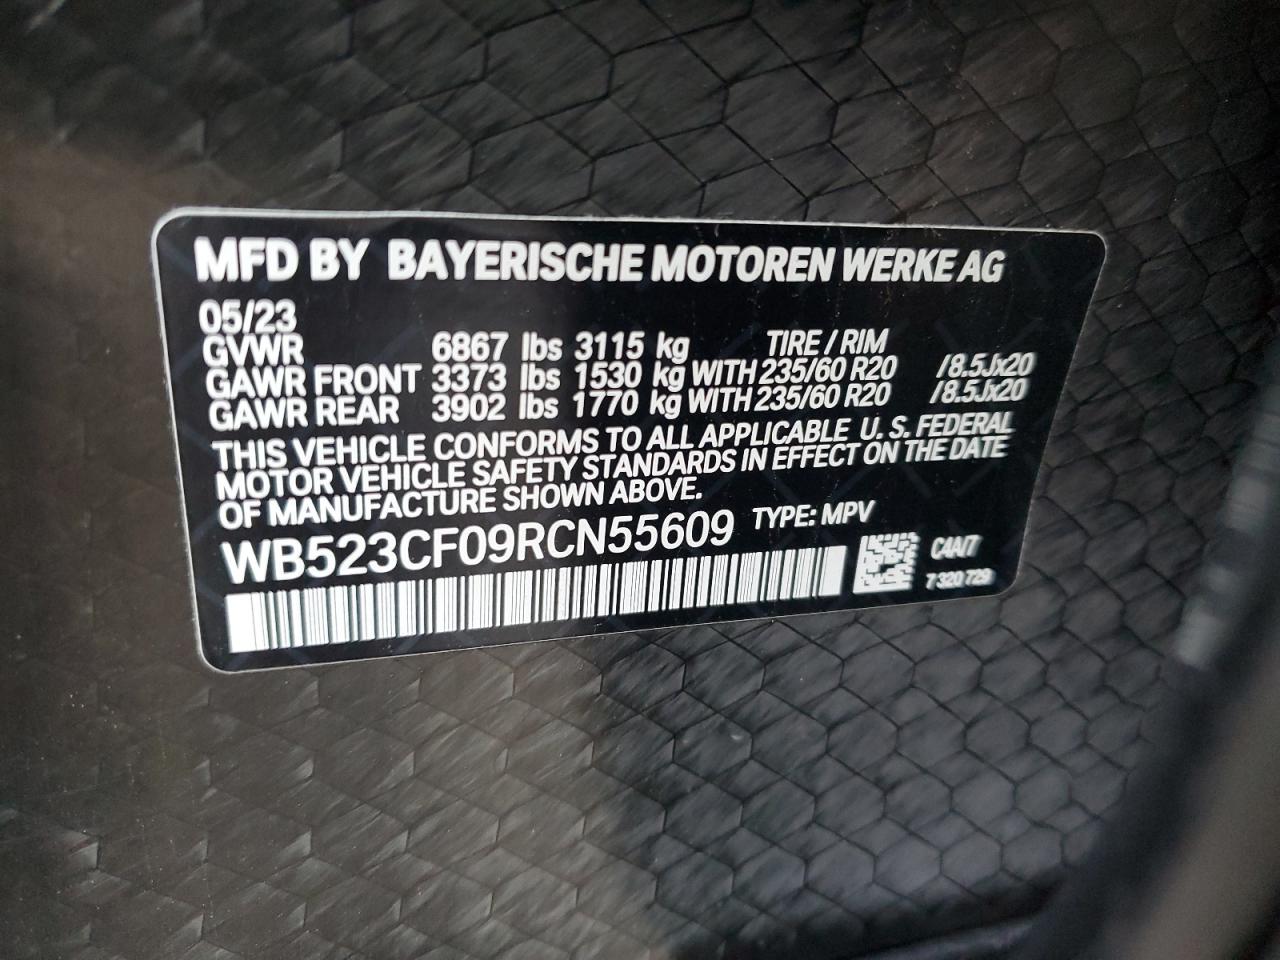 MFD BY BAYERISCHE MOTOREN WERKE AG
05/23
GVWR 6867 lbs 3115 kg TIRE / RIM
GAWR FRONT 3373 lbs 1530 kg WITH 235/60 R20 /8.5Jx20
GAWR REAR 3902 lbs 1770 kg WITH 235/60 R20 /8.5Jx20
THIS VEHICLE CONFORMS TO ALL APPLICABLE U. S. FEDERAL
MOTOR VEHICLE SAFETY STANDARDS IN EFFECT ON THE DATE
OF MANUFACTURE SHOWN ABOVE.
WB523CF09RCN55609 TYPE: MPV
C4A/7
7 320 729